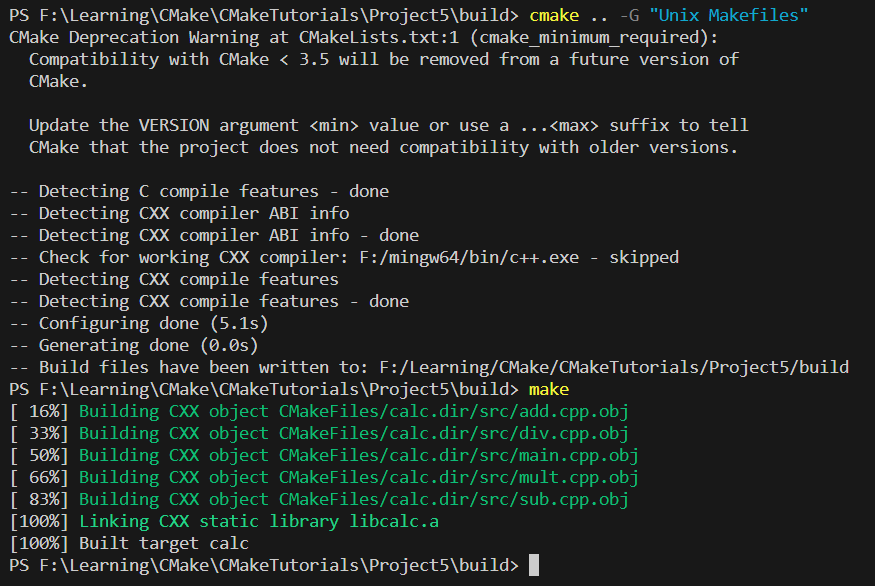 PS F:\Learning\CMake\CMakeTutorials\Project5\build> cmake .. -G "Unix Makefiles"
CMake Deprecation Warning at CMakeLists.txt:1 (cmake_minimum_required):
  Compatibility with CMake < 3.5 will be removed from a future version of
  CMake.

  Update the VERSION argument <min> value or use a ...<max> suffix to tell
  CMake that the project does not need compatibility with older versions.

-- Detecting C compile features - done
-- Detecting CXX compiler ABI info
-- Detecting CXX compiler ABI info - done
-- Check for working CXX compiler: F:/mingw64/bin/c++.exe - skipped
-- Detecting CXX compile features
-- Detecting CXX compile features - done
-- Configuring done (5.1s)
-- Generating done (0.0s)
-- Build files have been written to: F:/Learning/CMake/CMakeTutorials/Project5/build
PS F:\Learning\CMake\CMakeTutorials\Project5\build> make
[ 16%] Building CXX object CMakeFiles/calc.dir/src/add.cpp.obj
[ 33%] Building CXX object CMakeFiles/calc.dir/src/div.cpp.obj
[ 50%] Building CXX object CMakeFiles/calc.dir/src/main.cpp.obj
[ 66%] Building CXX object CMakeFiles/calc.dir/src/mult.cpp.obj
[ 83%] Building CXX object CMakeFiles/calc.dir/src/sub.cpp.obj
[100%] Linking CXX static library libcalc.a
[100%] Built target calc
PS F:\Learning\CMake\CMakeTutorials\Project5\build>